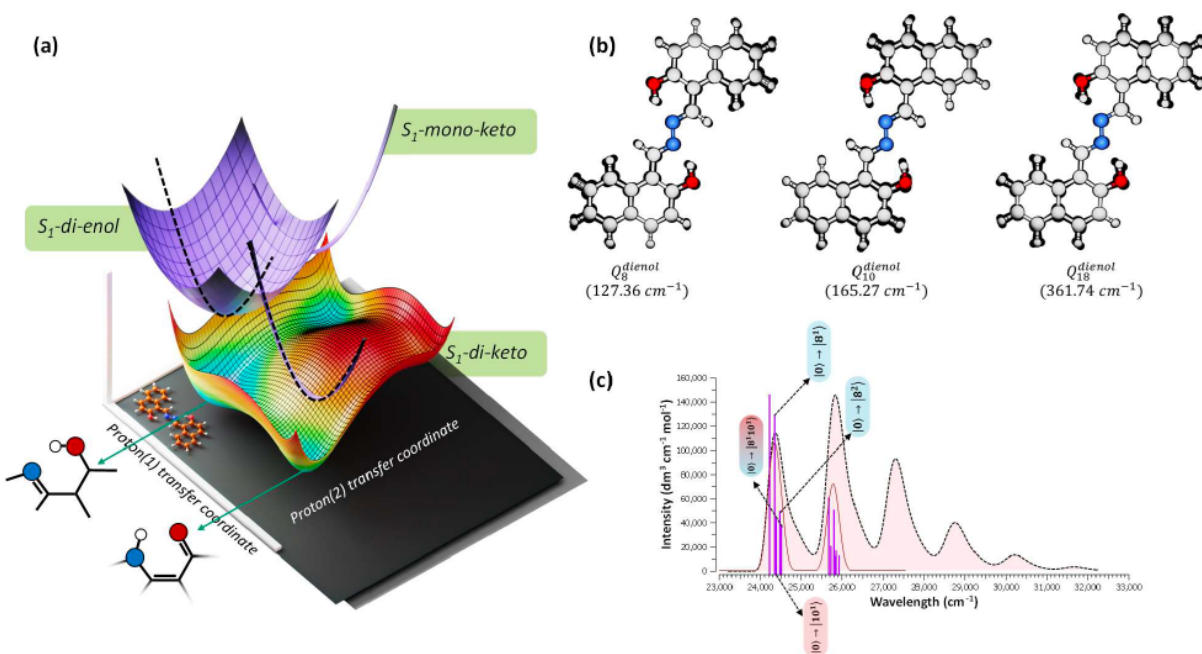 (a)
S₁-mono-keto
S₁-di-enol
S₁-di-keto
Proton(1) transfer coordinate
Proton(2) transfer coordinate
(b)
Q₈ᵈⁱᵉⁿᵒˡ
(127.36 cm⁻¹)
Q₁₀ᵈⁱᵉⁿᵒˡ
(165.27 cm⁻¹)
Q₁₈ᵈⁱᵉⁿᵒˡ
(361.74 cm⁻¹)
(c)
|0⟩ → |8¹⟩
|0⟩ → |8²⟩
|0⟩ → |8¹10¹⟩
|0⟩ → |10¹⟩
Intensity (dm³ cm⁻¹ mol⁻¹)
160,000
140,000
120,000
100,000
80,000
60,000
40,000
20,000
0
23,000 24,000 25,000 26,000 27,000 28,000 29,000 30,000 31,000 32,000 33,000
Wavelength (cm⁻¹)